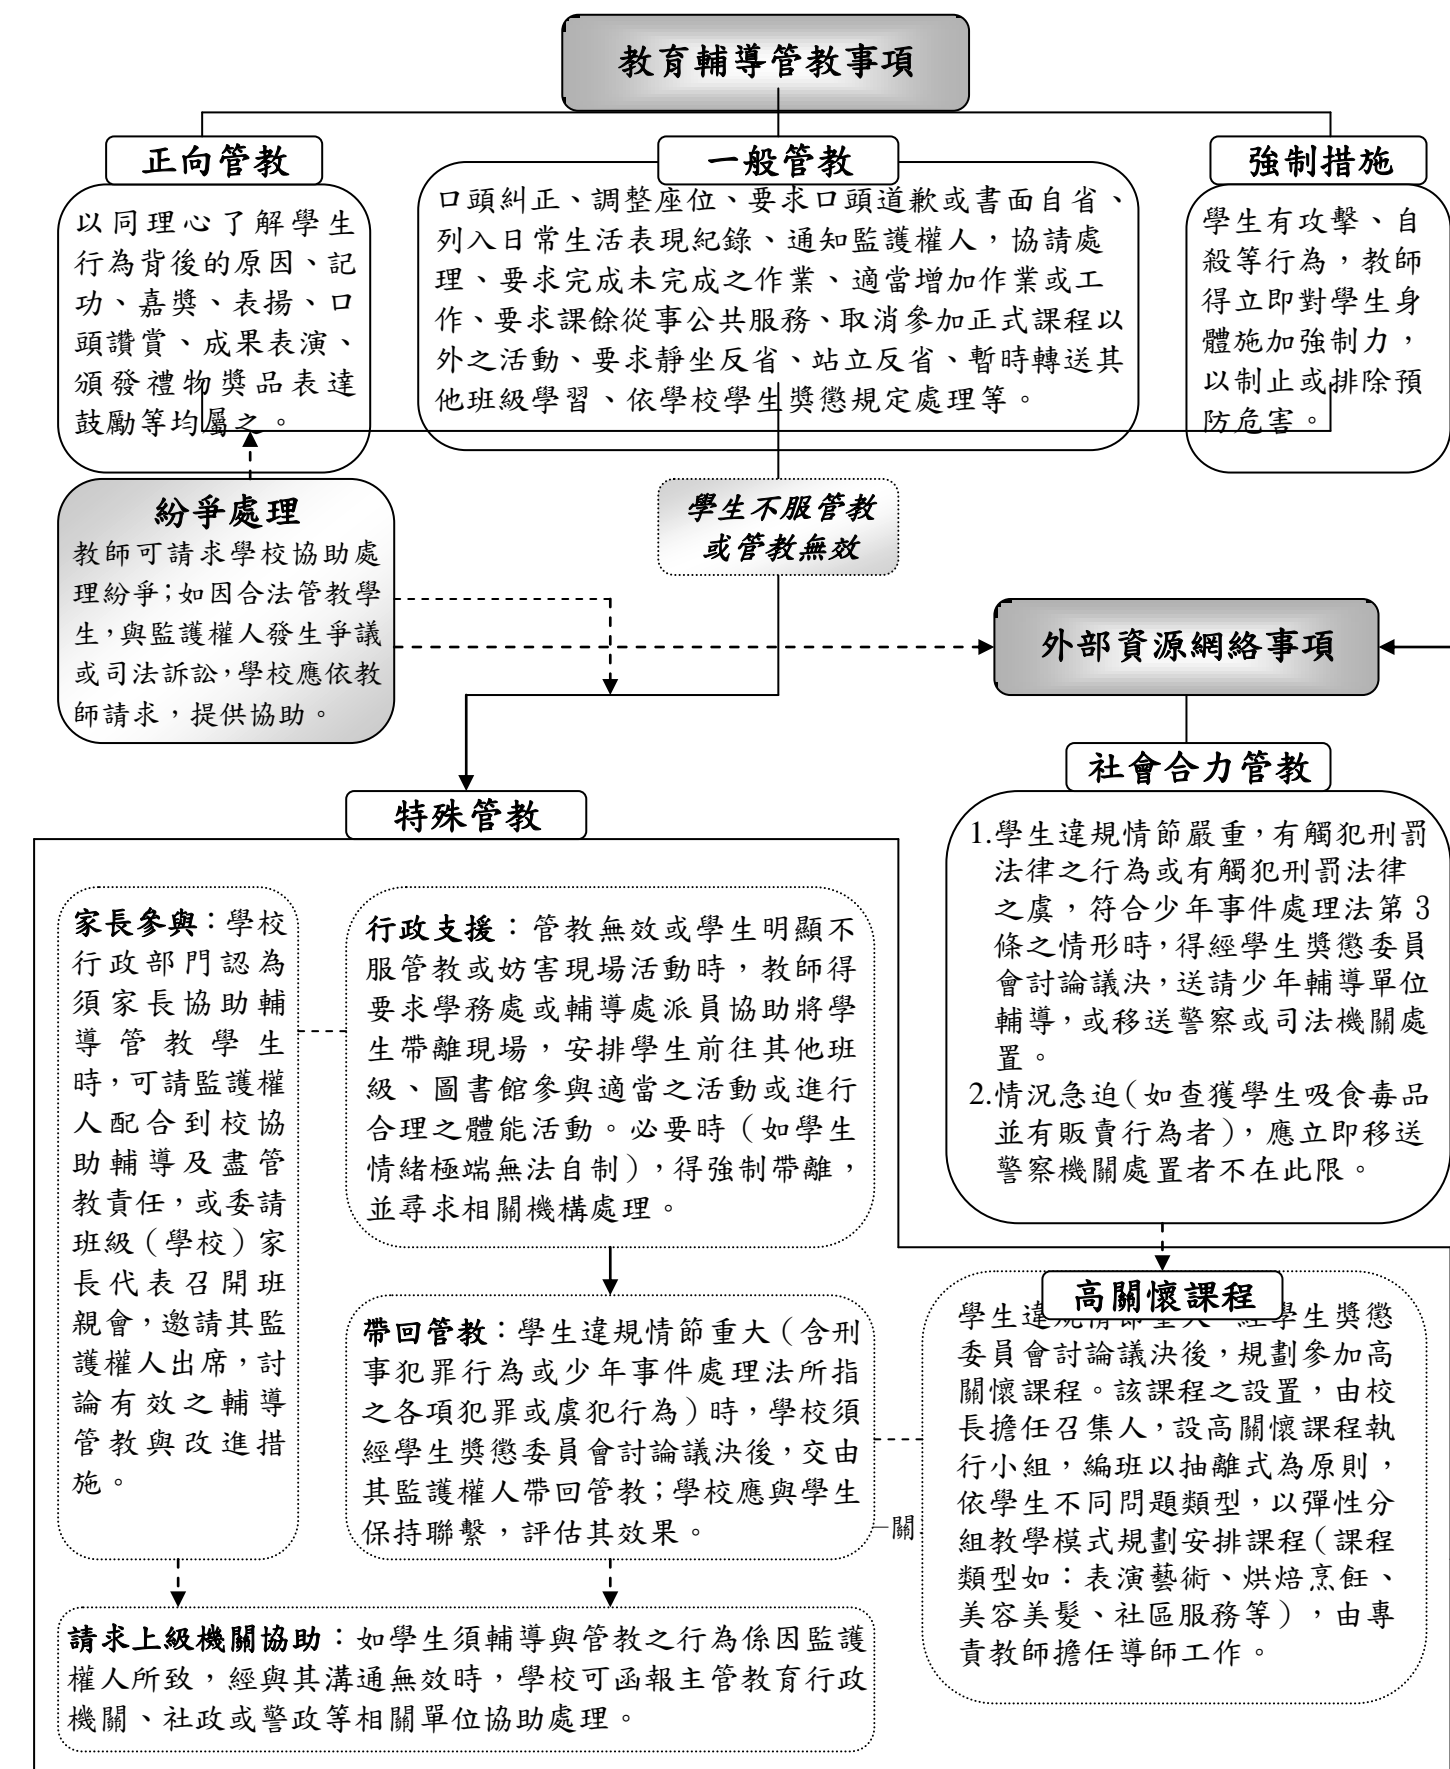 教育輔導管教事項
正向管教
以同理心了解學生
行為背後的原因、記
功、嘉獎、表揚、口
頭讚賞、成果表演、
頒發禮物獎品表達
鼓勵等均屬之。
一般管教
口頭糾正、調整座位、要求口頭道歉或書面自省、
列入日常生活表現紀錄、通知監護權人，協請處
理、要求完成未完成之作業、適當增加作業或工
作、要求課餘從事公共服務、取消參加正式課程以
外之活動、要求靜坐反省、站立反省、暫時轉送其
他班級學習、依學校學生獎懲規定處理等。
強制措施
學生有攻擊、自
殺等行為，教師
得立即對學生身
體施加強制力，
以制止或排除預
防危害。
紛爭處理
教師可請求學校協助處
理紛爭；如因合法管教學
生，與監護權人發生爭議
或司法訴訟，學校應依教
師請求，提供協助。
學生不服管教
或管教無效
外部資源網絡事項
社會合力管教
1.學生違規情節嚴重，有觸犯刑罰
法律之行為或有觸犯刑罰法律
之虞，符合少年事件處理法第 3
條之情形時，得經學生獎懲委員
會討論議決，送請少年輔導單位
輔導，或移送警察或司法機關處
置。
2.情況急迫（如查獲學生吸食毒品
並有販賣行為者），應立即移送
警察機關處置者不在此限。
特殊管教
家長參與：學校
行政部門認為
須家長協助輔
導管教學生
時，可請監護權
人配合到校協
助輔導及盡管
教責任，或委請
班級（學校）家
長代表召開班
親會，邀請其監
護權人出席，討
論有效之輔導
管教與改進措
施。
行政支援：管教無效或學生明顯不
服管教或妨害現場活動時，教師得
要求學務處或輔導處派員協助將學
生帶離現場，安排學生前往其他班
級、圖書館參與適當之活動或進行
合理之體能活動。必要時（如學生
情緒極端無法自制），得強制帶離，
並尋求相關機構處理。
帶回管教：學生違規情節重大（含刑
事犯罪行為或少年事件處理法所指
之各項犯罪或虞犯行為）時，學校須
經學生獎懲委員會討論議決後，交由
其監護權人帶回管教；學校應與學生
保持聯繫，評估其效果。
關
高關懷課程
學生違規情節重大 經學生獎懲
委員會討論議決後，規劃參加高
關懷課程。該課程之設置，由校
長擔任召集人，設高關懷課程執
行小組，編班以抽離式為原則，
依學生不同問題類型，以彈性分
組教學模式規劃安排課程（課程
類型如：表演藝術、烘焙烹飪、
美容美髮、社區服務等），由專
責教師擔任導師工作。
請求上級機關協助：如學生須輔導與管教之行為係因監護
權人所致，經與其溝通無效時，學校可函報主管教育行政
機關、社政或警政等相關單位協助處理。